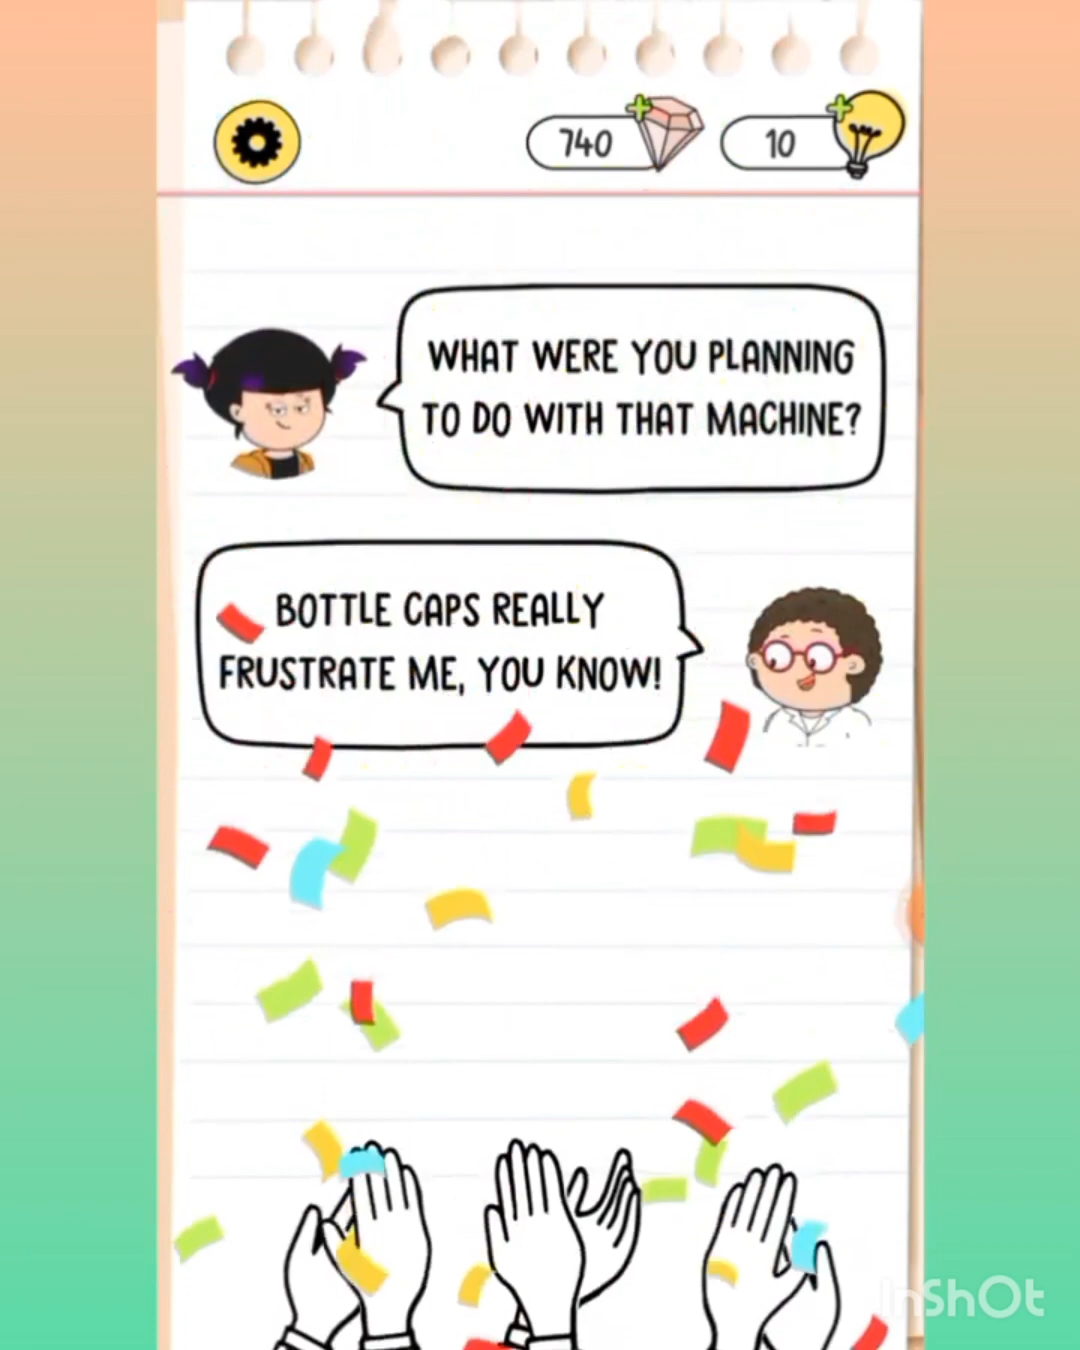 740
10
WHAT WERE YOU PLANNING
TO DO WITH THAT MACHINE?
BOTTLE CAPS REALLY
FRUSTRATE ME, YOU KNOW!
InShOt